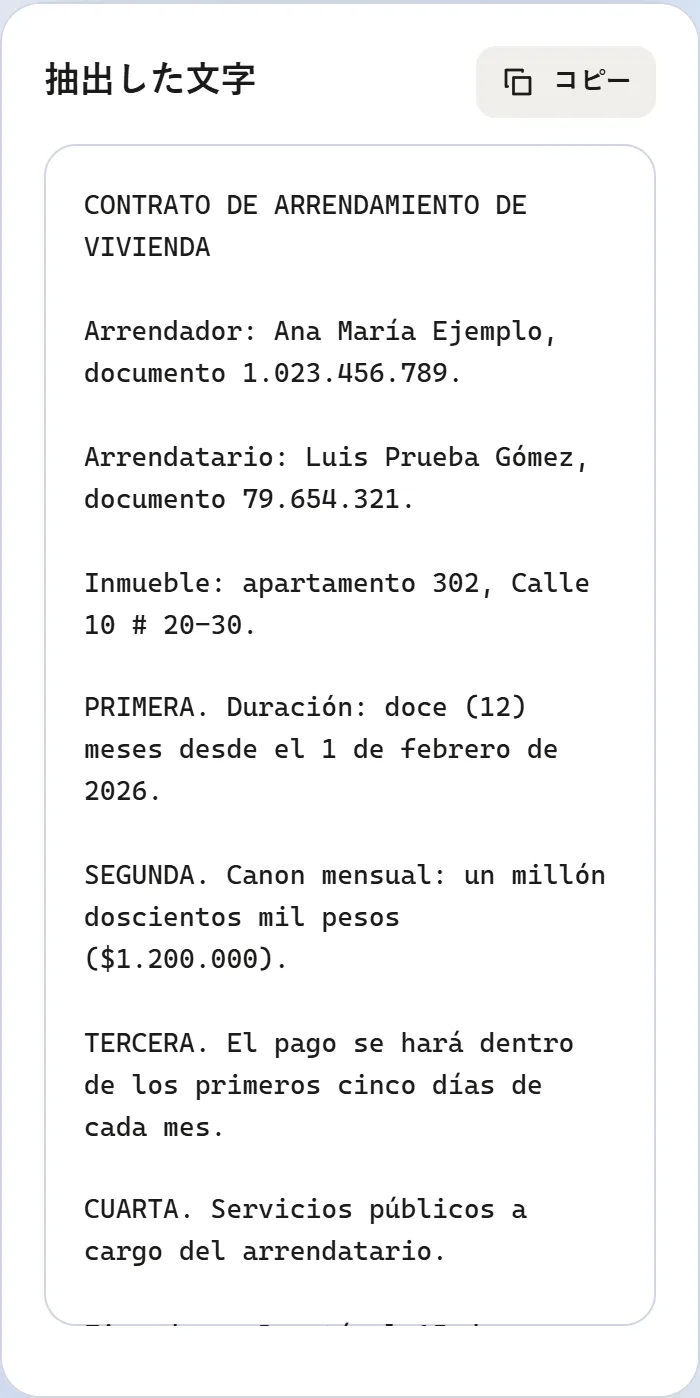 抽出した文字
コピー
CONTRATO DE ARRENDAMIENTO DE
VIVIENDA
Arrendador: Ana María Ejemplo,
documento 1.023.456.789.
Arrendatario: Luis Prueba Gómez,
documento 79.654.321.
Inmueble: apartamento 302, Calle
10 # 20-30.
PRIMERA. Duración: doce (12)
meses desde el 1 de febrero de
2026.
SEGUNDA. Canon mensual: un millón
doscientos mil pesos
($1.200.000).
TERCERA. El pago se hará dentro
de los primeros cinco días de
cada mes.
CUARTA. Servicios públicos a
cargo del arrendatario.